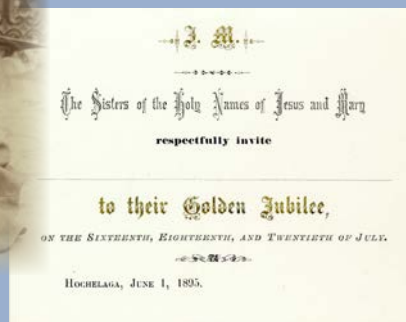 J. M.
The Sisters of the Holy Names of Jesus and Mary
respectfully invite
to their Golden Jubilee,
ON THE SIXTEENTH, EIGHTEENTH, AND TWENTIETH OF JULY.
HOCHELAGA, JUNE 1, 1895.